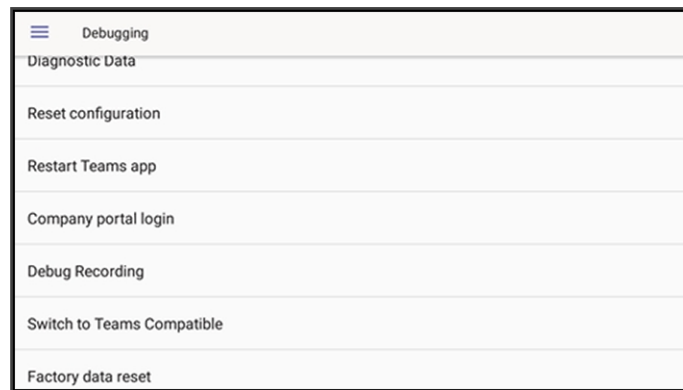 Debugging
Diagnostic Data
Reset configuration
Restart Teams app
Company portal login
Debug Recording
Switch to Teams Compatible
Factory data reset